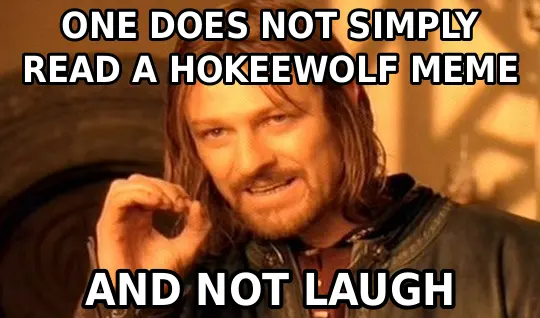 ONE DOES NOT SIMPLY
READ A HOKEEWOLF MEME
AND NOT LAUGH